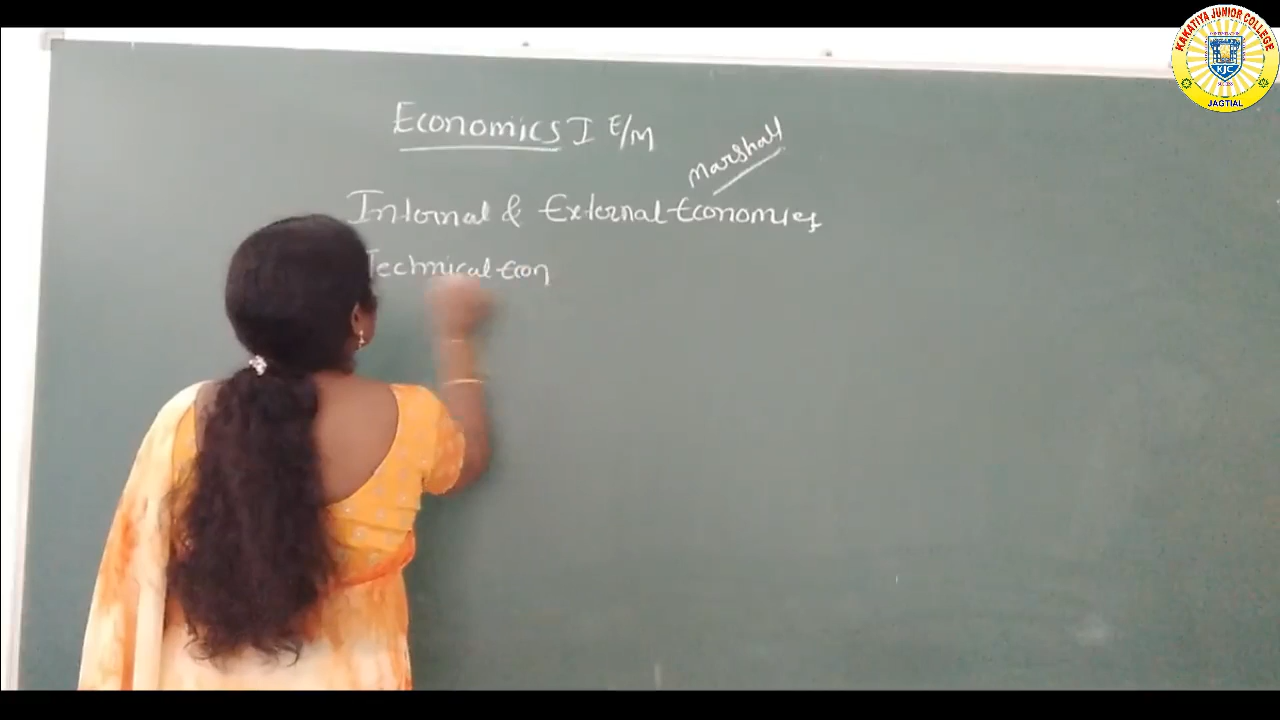 Economics I E/M
Marshall
Internal & External Economies
Technical Econ
KAKATIYA JUNIOR COLLEGE
KJC
JAGTIAL